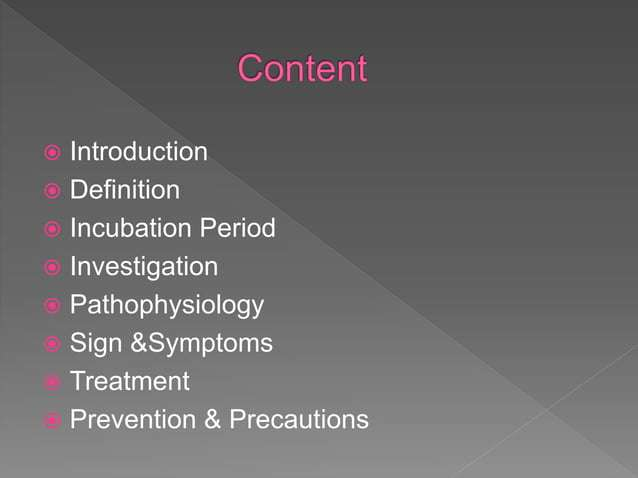 Content
Introduction
Definition
Incubation Period
Investigation
Pathophysiology
Sign &Symptoms
Treatment
Prevention & Precautions